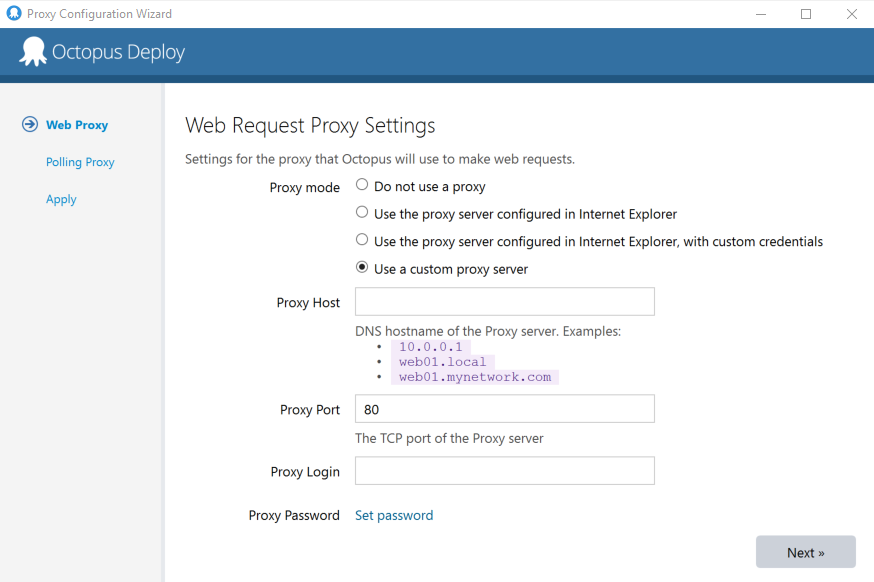 Proxy Configuration Wizard
Octopus Deploy
Web Proxy
Polling Proxy
Apply
Web Request Proxy Settings
Settings for the proxy that Octopus will use to make web requests.
Proxy mode
Do not use a proxy
Use the proxy server configured in Internet Explorer
Use the proxy server configured in Internet Explorer, with custom credentials
Use a custom proxy server
Proxy Host
DNS hostname of the Proxy server. Examples:
• 10.0.0.1
• web01.local
• web01.mynetwork.com
Proxy Port 80
The TCP port of the Proxy server
Proxy Login
Proxy Password Set password
Next »